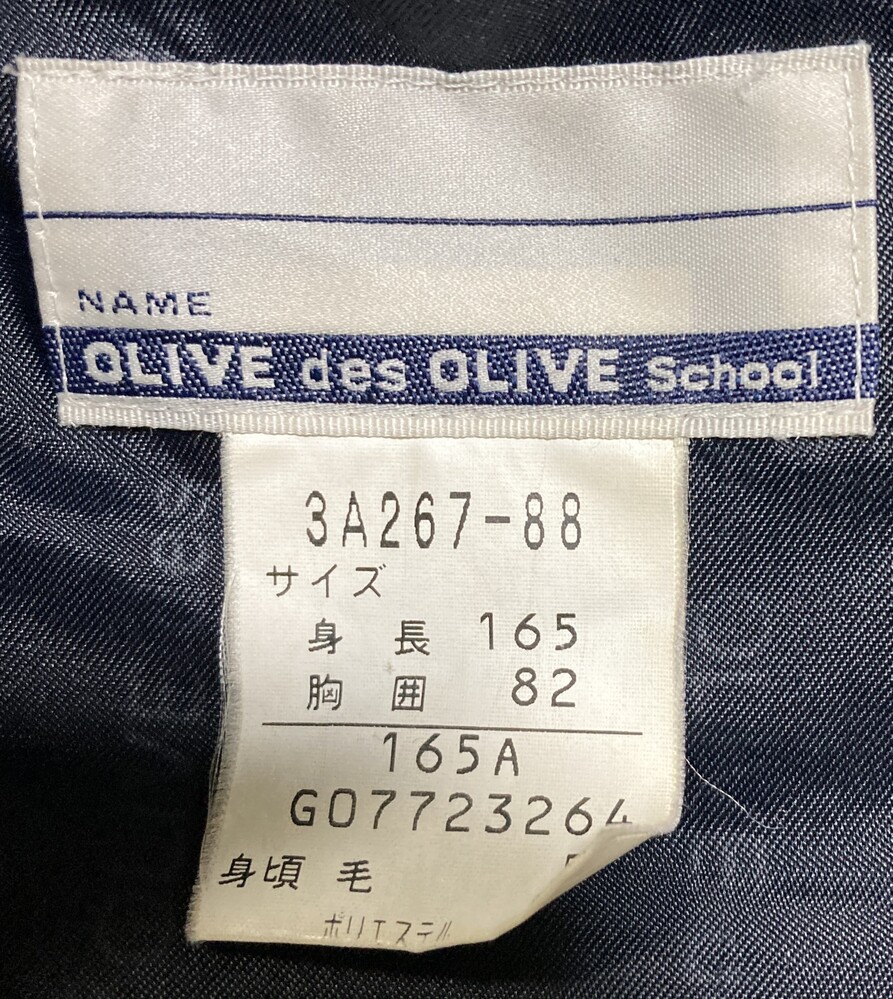 NAME
OLIVE des OLIVE School
3A267-88
サイズ
身 長 165
胸 囲 82
165A
G07723264
身頃 毛
ポリエステル